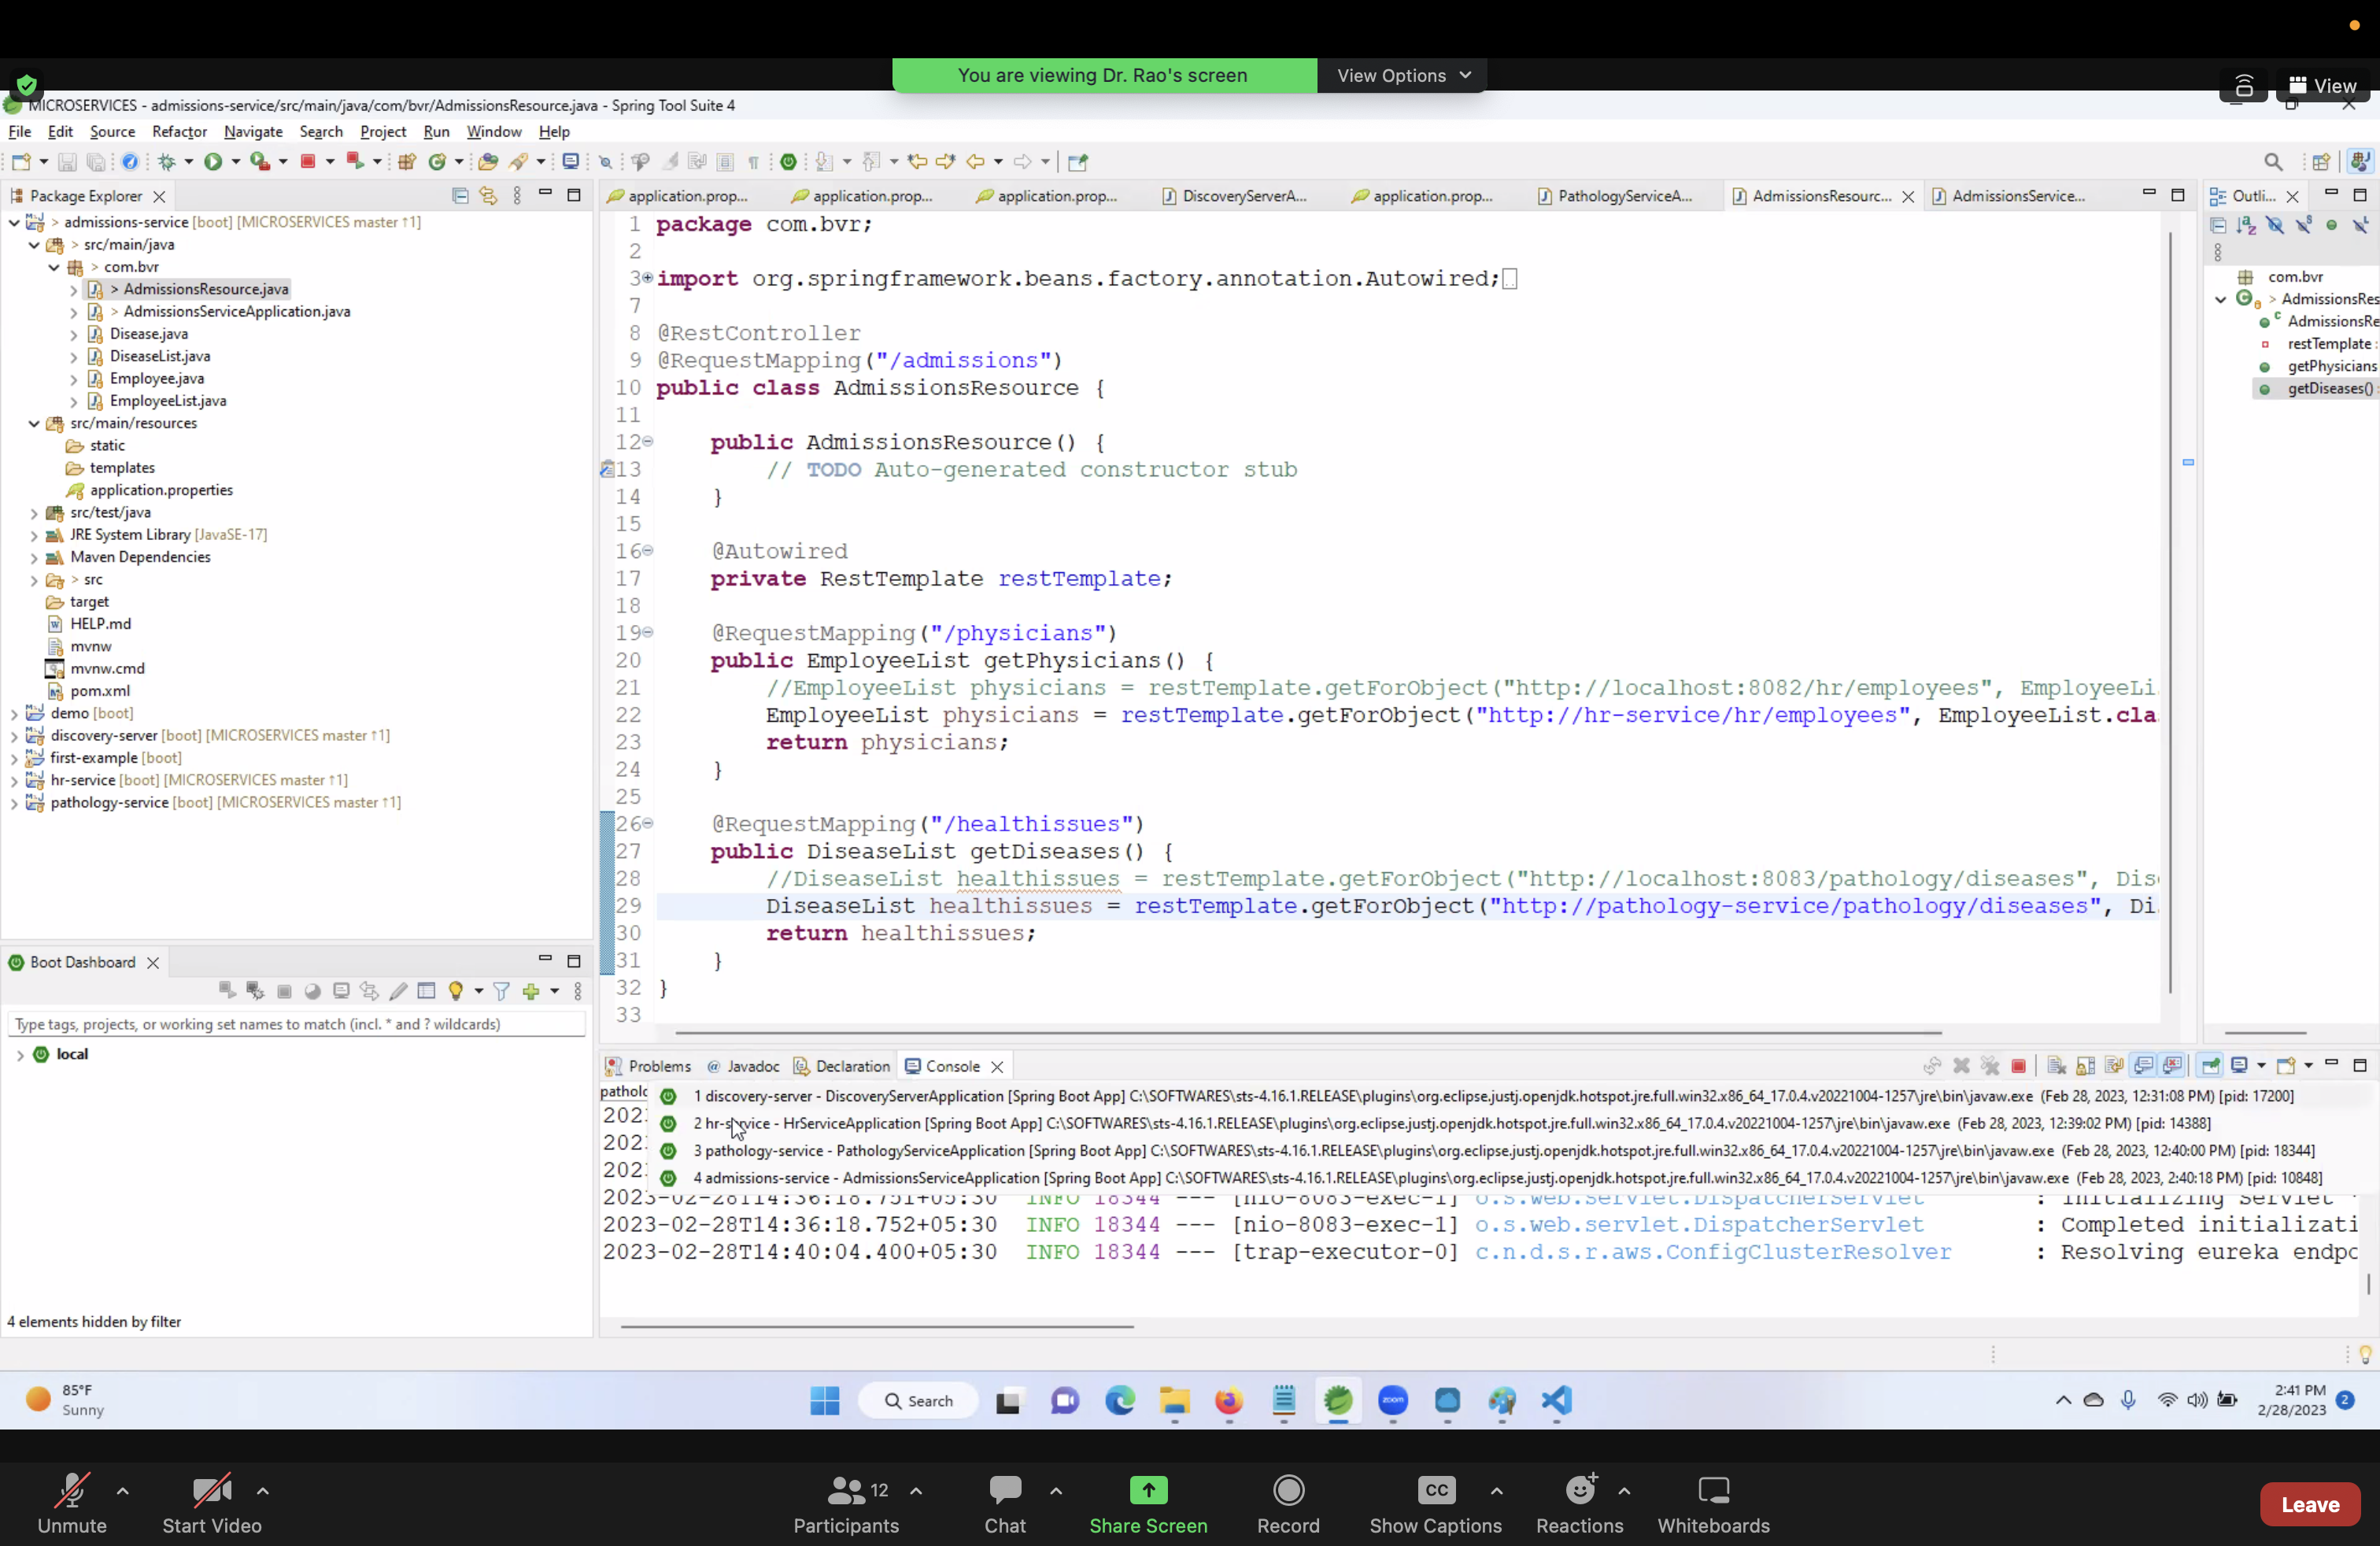 You are viewing Dr. Rao's screen
View Options
View
MICROSERVICES - admissions-service/src/main/java/com/bvr/AdmissionsResource.java - Spring Tool Suite 4
File Edit Source Refactor Navigate Search Project Run Window Help
Package Explorer
> admissions-service [boot] [MICROSERVICES master ↑1]
> src/main/java
> com.bvr
> AdmissionsResource.java
> AdmissionsServiceApplication.java
Disease.java
DiseaseList.java
Employee.java
EmployeeList.java
src/main/resources
static
templates
application.properties
src/test/java
JRE System Library [JavaSE-17]
Maven Dependencies
> src
target
HELP.md
mvnw
mvnw.cmd
pom.xml
demo [boot]
discovery-server [boot] [MICROSERVICES master ↑1]
first-example [boot]
hr-service [boot] [MICROSERVICES master ↑1]
pathology-service [boot] [MICROSERVICES master ↑1]
Boot Dashboard
Type tags, projects, or working set names to match (incl. * and ? wildcards)
local
4 elements hidden by filter
application.prop... application.prop... application.prop... DiscoveryServerA... application.prop... PathologyServiceA... AdmissionsResourc... AdmissionsService...
1 package com.bvr;
2
3 import org.springframework.beans.factory.annotation.Autowired;
7
8 @RestController
9 @RequestMapping("/admissions")
10 public class AdmissionsResource {
11
12 public AdmissionsResource() {
13 // TODO Auto-generated constructor stub
14 }
15
16 @Autowired
17 private RestTemplate restTemplate;
18
19 @RequestMapping("/physicians")
20 public EmployeeList getPhysicians() {
21 //EmployeeList physicians = restTemplate.getForObject("http://localhost:8082/hr/employees", EmployeeLi
22 EmployeeList physicians = restTemplate.getForObject("http://hr-service/hr/employees", EmployeeList.cla
23 return physicians;
24 }
25
26 @RequestMapping("/healthissues")
27 public DiseaseList getDiseases() {
28 //DiseaseList healthissues = restTemplate.getForObject("http://localhost:8083/pathology/diseases", Dis
29 DiseaseList healthissues = restTemplate.getForObject("http://pathology-service/pathology/diseases", Di
30 return healthissues;
31 }
32 }
33
Outli...
com.bvr
> AdmissionsRes
AdmissionsRe
restTemplate :
getPhysicians
getDiseases() :
Problems Javadoc Declaration Console
patholo
1 discovery-server - DiscoveryServerApplication [Spring Boot App] C:\SOFTWARES\sts-4.16.1.RELEASE\plugins\org.eclipse.justj.openjdk.hotspot.jre.full.win32.x86_64_17.0.4.v20221004-1257\jre\bin\javaw.exe (Feb 28, 2023, 12:31:08 PM) [pid: 17200]
2 hr-service - HrServiceApplication [Spring Boot App] C:\SOFTWARES\sts-4.16.1.RELEASE\plugins\org.eclipse.justj.openjdk.hotspot.jre.full.win32.x86_64_17.0.4.v20221004-1257\jre\bin\javaw.exe (Feb 28, 2023, 12:39:02 PM) [pid: 14388]
3 pathology-service - PathologyServiceApplication [Spring Boot App] C:\SOFTWARES\sts-4.16.1.RELEASE\plugins\org.eclipse.justj.openjdk.hotspot.jre.full.win32.x86_64_17.0.4.v20221004-1257\jre\bin\javaw.exe (Feb 28, 2023, 12:40:00 PM) [pid: 18344]
4 admissions-service - AdmissionsServiceApplication [Spring Boot App] C:\SOFTWARES\sts-4.16.1.RELEASE\plugins\org.eclipse.justj.openjdk.hotspot.jre.full.win32.x86_64_17.0.4.v20221004-1257\jre\bin\javaw.exe (Feb 28, 2023, 2:40:18 PM) [pid: 10848]
2023-02-28T14:36:18.751+05:30 INFO 18344 --- [nio-8083-exec-1] o.s.web.servlet.DispatcherServlet : Initializing Servlet
2023-02-28T14:36:18.752+05:30 INFO 18344 --- [nio-8083-exec-1] o.s.web.servlet.DispatcherServlet : Completed initializati
2023-02-28T14:40:04.400+05:30 INFO 18344 --- [trap-executor-0] c.n.d.s.r.aws.ConfigClusterResolver : Resolving eureka endpo
85°F
Sunny
Search
zoom
2:41 PM
2/28/2023
2
Unmute
Start Video
12
Participants
Chat
Share Screen
Record
CC
Show Captions
Reactions
Whiteboards
Leave